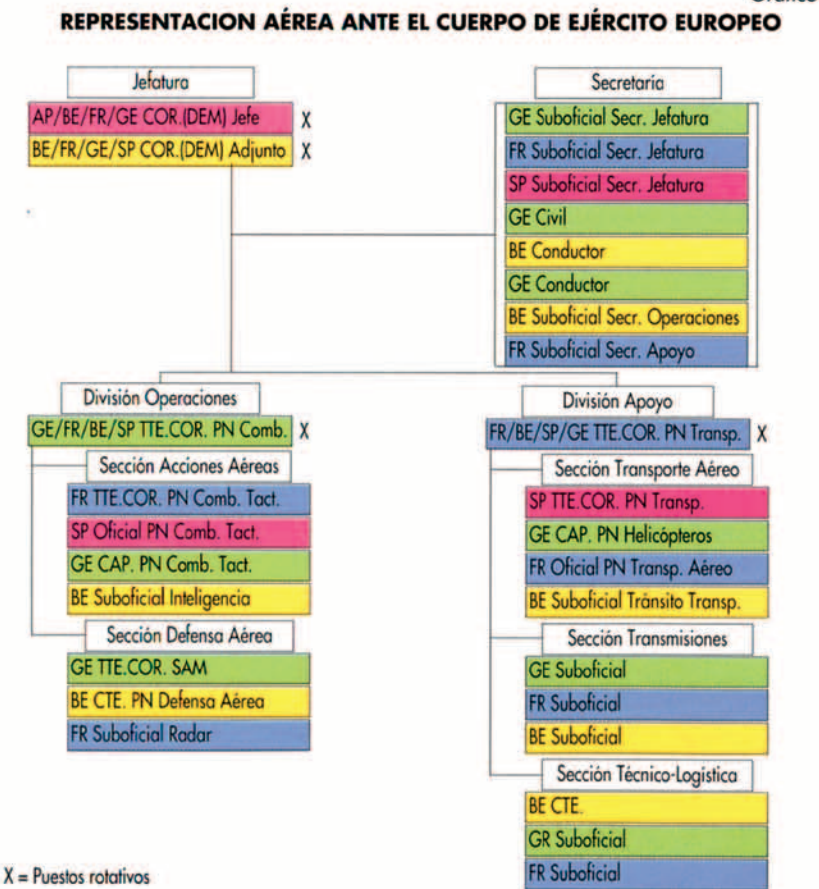 REPRESENTACION AÉREA ANTE EL CUERPO DE EJÉRCITO EUROPEO
Jefatura
AP/BE/FR/GE COR.(DEM) Jefe X
BE/FR/GE/SP COR.(DEM) Adjunto X
Secretaría
GE Suboficial Secr. Jefatura
FR Suboficial Secr. Jefatura
SP Suboficial Secr. Jefatura
GE Civil
BE Conductor
GE Conductor
BE Suboficial Secr. Operaciones
FR Suboficial Secr. Apoyo
División Operaciones
GE/FR/BE/SP TTE.COR. PN Comb. X
Sección Acciones Aéreas
FR TTE.COR. PN Comb. Tact.
SP Oficial PN Comb. Tact.
GE CAP. PN Comb. Tact.
BE Suboficial Inteligencia
Sección Defensa Aérea
GE TTE.COR. SAM
BE CTE. PN Defensa Aérea
FR Suboficial Radar
División Apoyo
FR/BE/SP/GE TTE.COR. PN Transp. X
Sección Transporte Aéreo
SP TTE.COR. PN Transp.
GE CAP. PN Helicópteros
FR Oficial PN Transp. Aéreo
BE Suboficial Tránsito Transp.
Sección Transmisiones
GE Suboficial
FR Suboficial
BE Suboficial
Sección Técnico-Logística
BE CTE.
GR Suboficial
FR Suboficial
X = Puestos rotativos